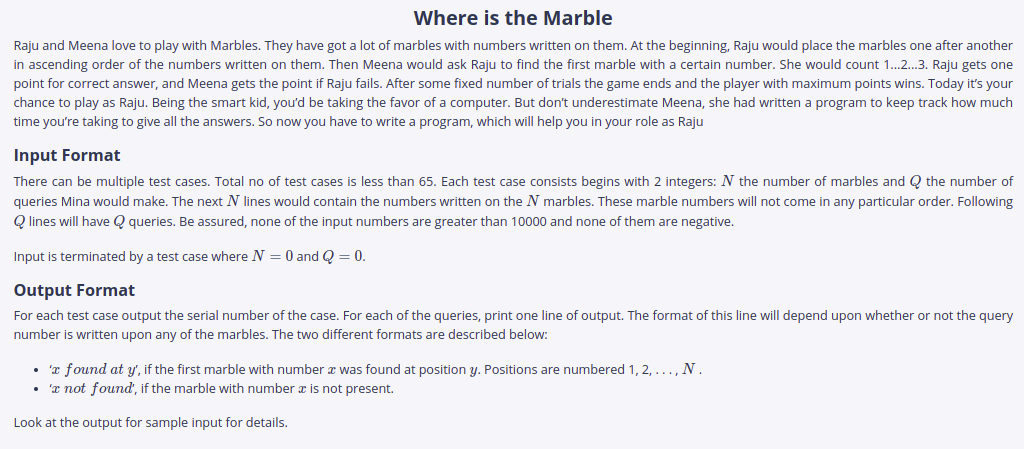 Where is the Marble
Raju and Meena love to play with Marbles. They have got a lot of marbles with numbers written on them. At the beginning, Raju would place the marbles one after another
in ascending order of the numbers written on them. Then Meena would ask Raju to find the first marble with a certain number. She would count 1...2...3. Raju gets one
point for correct answer, and Meena gets the point if Raju fails. After some fixed number of trials the game ends and the player with maximum points wins. Today it's your
chance to play as Raju. Being the smart kid, you'd be taking the favor of a computer. But don't underestimate Meena, she had written a program to keep track how much
time you're taking to give all the answers. So now you have to write a program, which will help you in your role as Raju
Input Format
There can be multiple test cases. Total no of test cases is less than 65. Each test case consists begins with 2 integers: N the number of marbles and Q the number of
queries Mina would make. The next N lines would contain the numbers written on the N marbles. These marble numbers will not come in any particular order. Following
Q lines will have Q queries. Be assured, none of the input numbers are greater than 10000 and none of them are negative.
Input is terminated by a test case where N = 0 and Q = 0.
Output Format
For each test case output the serial number of the case. For each of the queries, print one line of output. The format of this line will depend upon whether or not the query
number is written upon any of the marbles. The two different formats are described below:
• 'x found at y', if the first marble with number x was found at position y. Positions are numbered 1, 2, . . . , N .
• 'x not found', if the marble with number x is not present.
Look at the output for sample input for details.